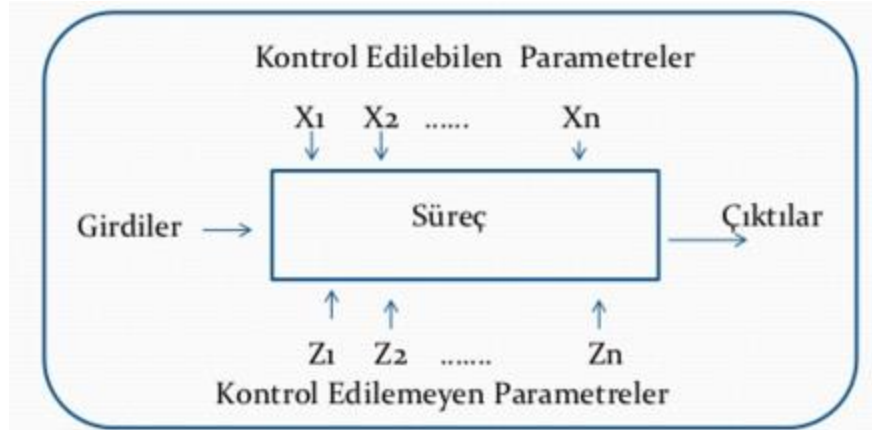 Kontrol Edilebilen Parametreler
X1 X2 ...... Xn
Girdiler Süreç Çıktılar
Z1 Z2 ....... Zn
Kontrol Edilemeyen Parametreler